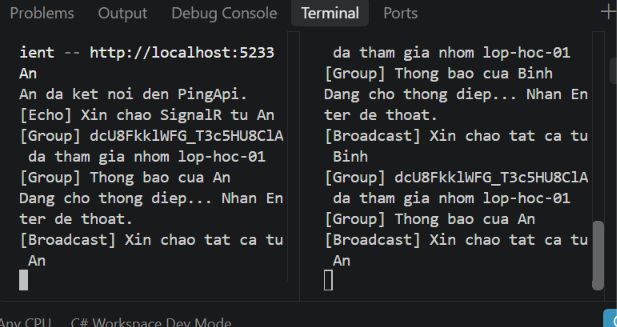 Problems Output Debug Console Terminal Ports
ient -- http://localhost:5233
An
An da ket noi den PingApi.
[Echo] Xin chao SignalR tu An
[Group] dcU8FkklWFG_T3c5HU8ClA
da tham gia nhom lop-hoc-01
[Group] Thong bao cua An
Dang cho thong diep... Nhan En
ter de thoat.
[Broadcast] Xin chao tat ca tu
An
da tham gia nhom lop-hoc-01
[Group] Thong bao cua Binh
Dang cho thong diep... Nhan En
ter de thoat.
[Broadcast] Xin chao tat ca tu
Binh
[Group] dcU8FkklWFG_T3c5HU8ClA
da tham gia nhom lop-hoc-01
[Group] Thong bao cua An
[Broadcast] Xin chao tat ca tu
An
Any CPU C# Workspace Dev Mode